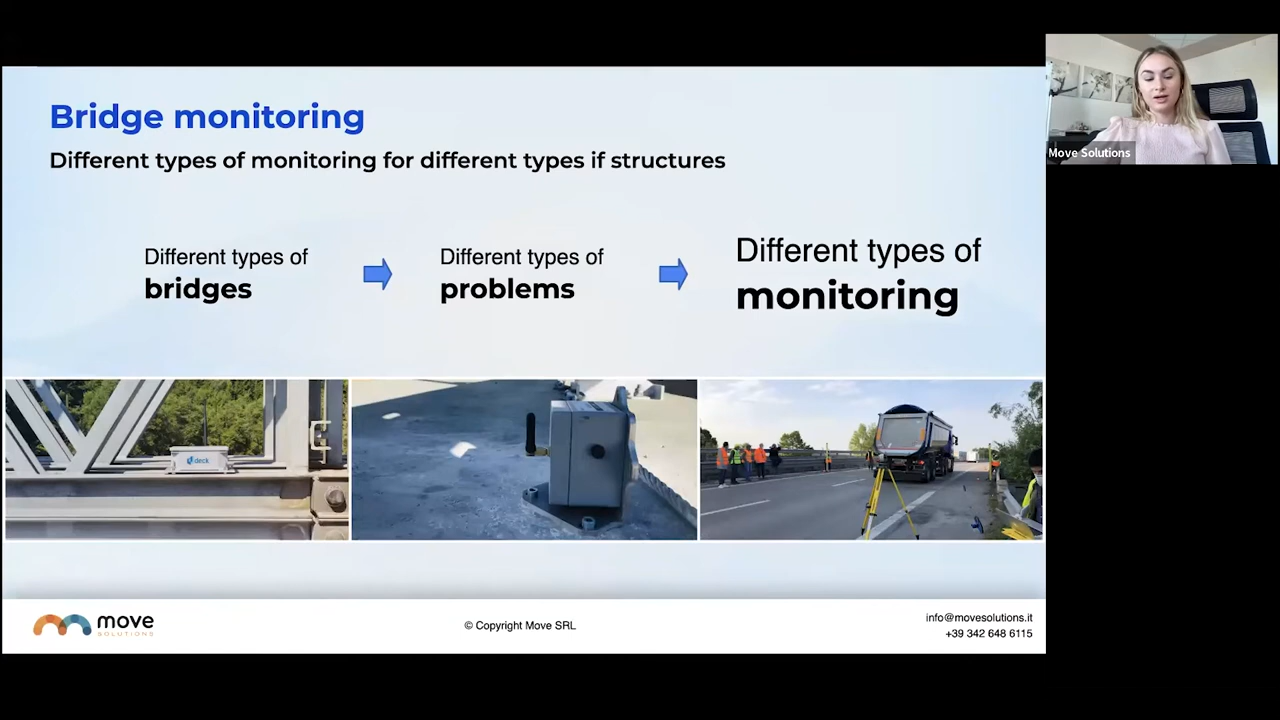 Bridge monitoring
Different types of monitoring for different types if structures
Different types of
bridges
Different types of
problems
Different types of
monitoring
deck
move
SOLUTIONS
© Copyright Move SRL
info@movesolutions.it
+39 342 648 6115
Move Solutions